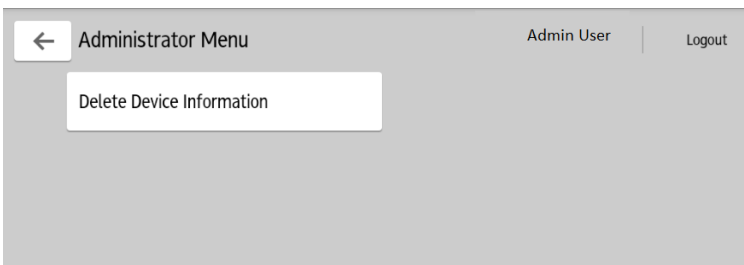 Administrator Menu Admin User Logout
Delete Device Information